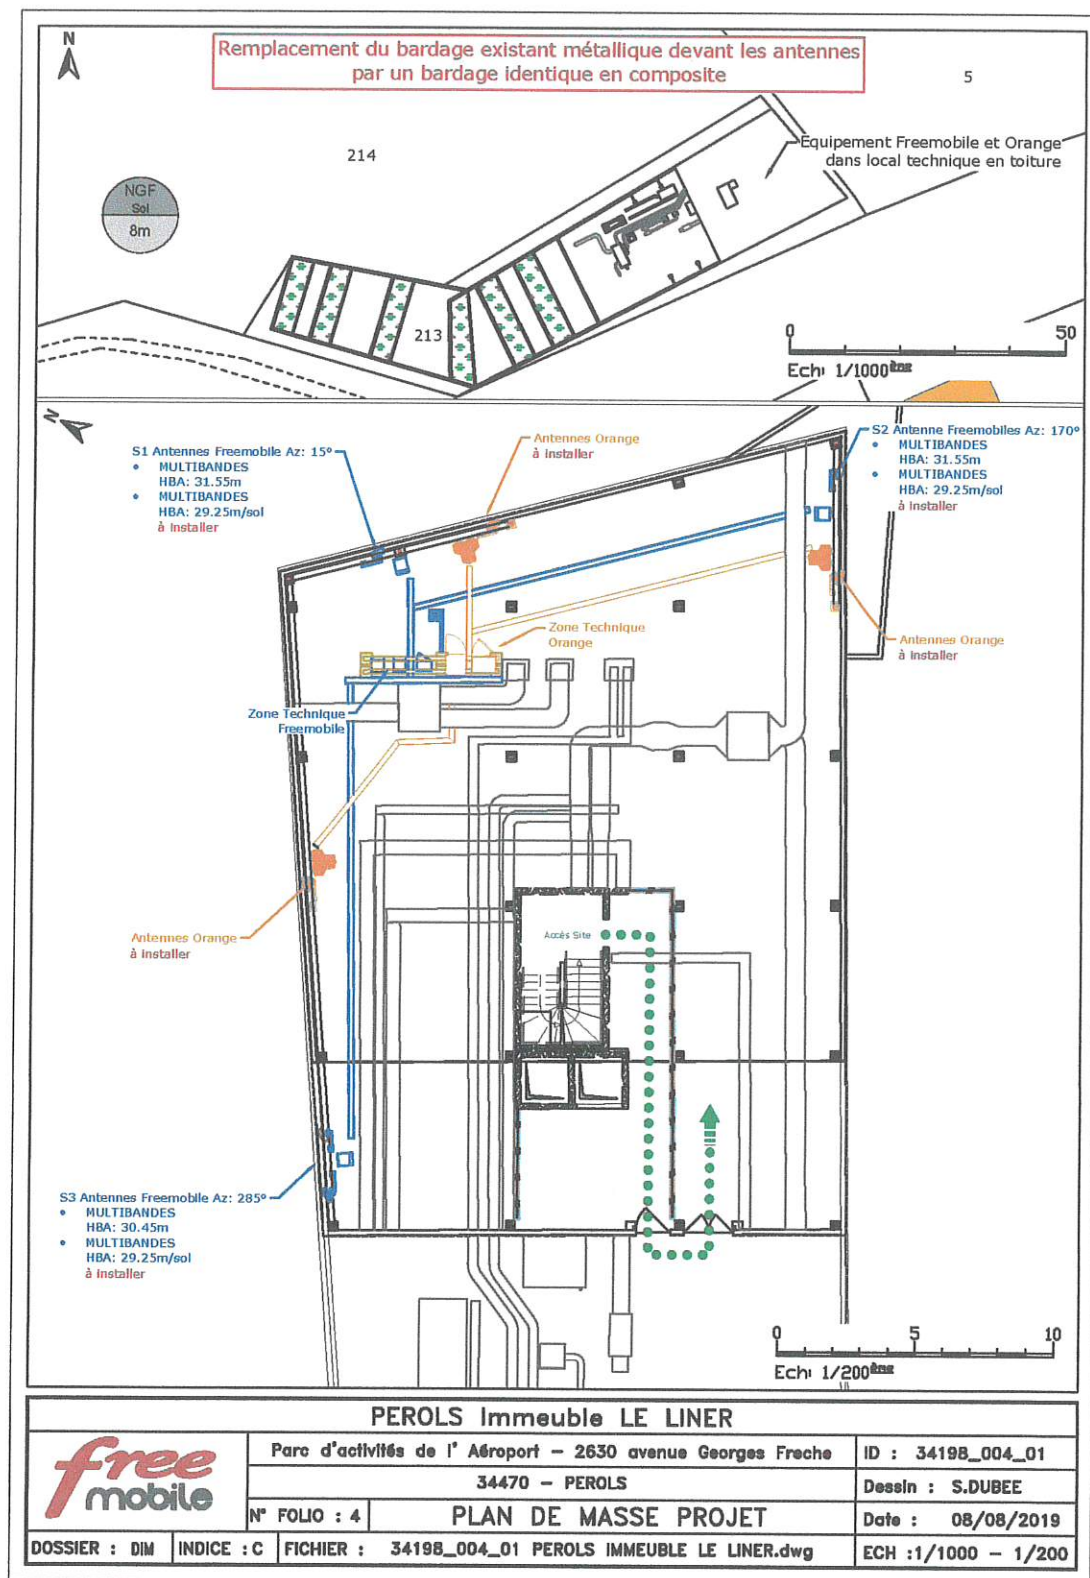 N
Remplacement du bardage existant métallique devant les antennes
par un bardage identique en composite
5
214
Equipement Freemobile et Orange
dans local technique en toiture
NGF
Sol
8m
213
0 50
Ech: 1/1000ème
N
S1 Antennes Freemobile Az: 15°
• MULTIBANDES
HBA: 31.55m
• MULTIBANDES
HBA: 29.25m/sol
à installer
Antennes Orange
à installer
S2 Antenne Freemobiles Az: 170°
• MULTIBANDES
HBA: 31.55m
• MULTIBANDES
HBA: 29.25m/sol
à installer
Zone Technique
Orange
Antennes Orange
à installer
Zone Technique
Freemobile
Antennes Orange
à installer
Accès Site
S3 Antennes Freemobile Az: 285°
• MULTIBANDES
HBA: 30.45m
• MULTIBANDES
HBA: 29.25m/sol
à installer
0 5 10
Ech: 1/200ème
PEROLS Immeuble LE LINER
free
mobile
Parc d'activités de l' Aéroport – 2630 avenue Georges Freche
ID : 34198_004_01
34470 – PEROLS
Dessin : S.DUBEE
N° FOLIO : 4
PLAN DE MASSE PROJET
Date : 08/08/2019
DOSSIER : DIM
INDICE : C
FICHIER : 34198_004_01 PEROLS IMMEUBLE LE LINER.dwg
ECH :1/1000 – 1/200